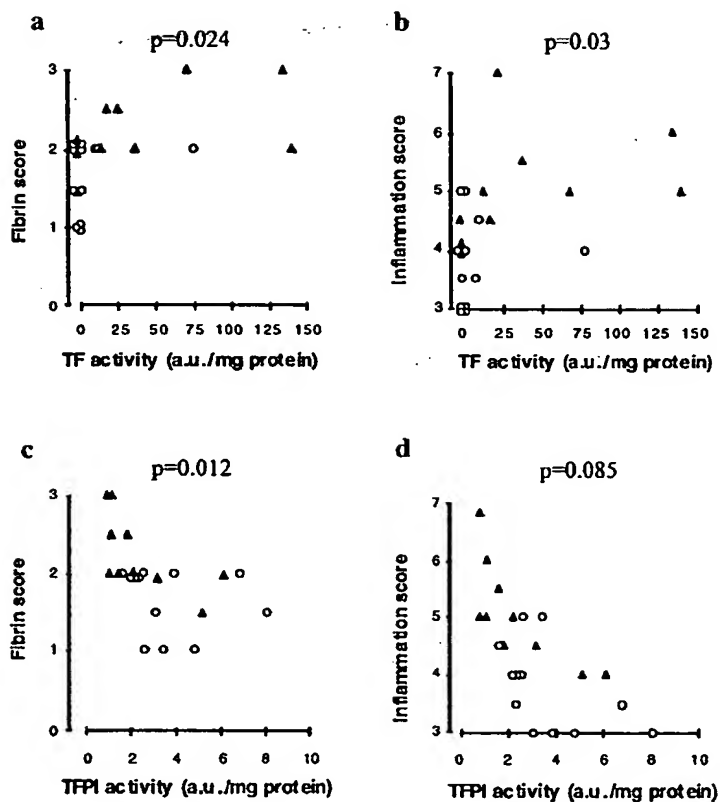 a
p=0.024
Fibrin score
3
2
1
0
0 25 50 75 100 125 150
TF activity (a.u./mg protein)
b
p=0.03
Inflammation score
7
6
5
4
3
0 25 50 75 100 125 150
TF activity (a.u./mg protein)
c
p=0.012
Fibrin score
3
2
1
0
0 2 4 6 8 10
TFPI activity (a.u./mg protein)
d
p=0.085
Inflammation score
7
6
5
4
3
0 2 4 6 8 10
TFPI activity (a.u./mg protein)